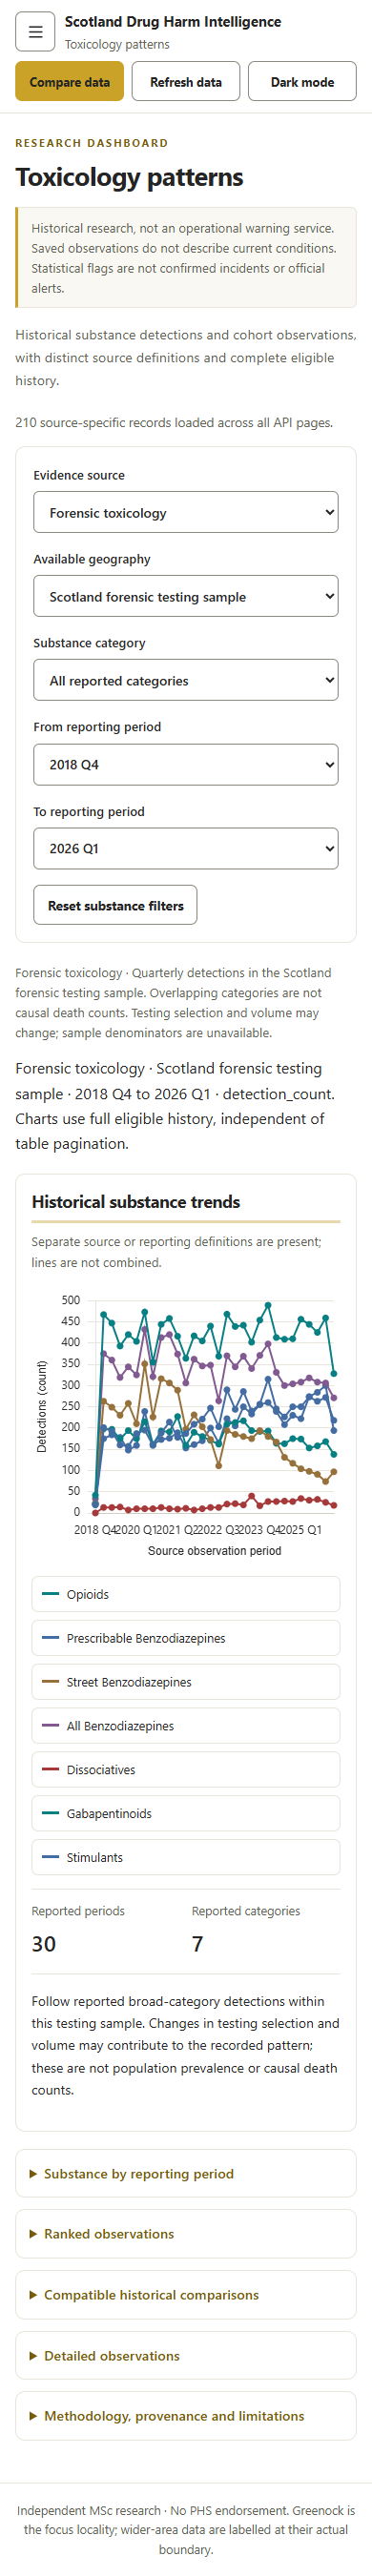 Scotland Drug Harm Intelligence
Toxicology patterns
Compare data
Refresh data
Dark mode
RESEARCH DASHBOARD
Toxicology patterns
Historical research, not an operational warning service.
Saved observations do not describe current conditions.
Statistical flags are not confirmed incidents or official
alerts.
Historical substance detections and cohort observations,
with distinct source definitions and complete eligible
history.
210 source-specific records loaded across all API pages.
Evidence source
Forensic toxicology
Available geography
Scotland forensic testing sample
Substance category
All reported categories
From reporting period
2018 Q4
To reporting period
2026 Q1
Reset substance filters
Forensic toxicology · Quarterly detections in the Scotland
forensic testing sample. Overlapping categories are not
causal death counts. Testing selection and volume may
change; sample denominators are unavailable.
Forensic toxicology · Scotland forensic testing
sample · 2018 Q4 to 2026 Q1 · detection_count.
Charts use full eligible history, independent of
table pagination.
Historical substance trends
Separate source or reporting definitions are present;
lines are not combined.
500
450
400
350
300
250
200
150
100
50
0
Detections (count)
2018 Q4 2020 Q1 2021 Q2 2022 Q3 2023 Q4 2025 Q1
Source observation period
Opioids
Prescribable Benzodiazepines
Street Benzodiazepines
All Benzodiazepines
Dissociatives
Gabapentinoids
Stimulants
Reported periods
30
Reported categories
7
Follow reported broad-category detections within
this testing sample. Changes in testing selection and
volume may contribute to the recorded pattern;
these are not population prevalence or causal death
counts.
Substance by reporting period
Ranked observations
Compatible historical comparisons
Detailed observations
Methodology, provenance and limitations
Independent MSc research · No PHS endorsement. Greenock is
the focus locality; wider-area data are labelled at their actual
boundary.